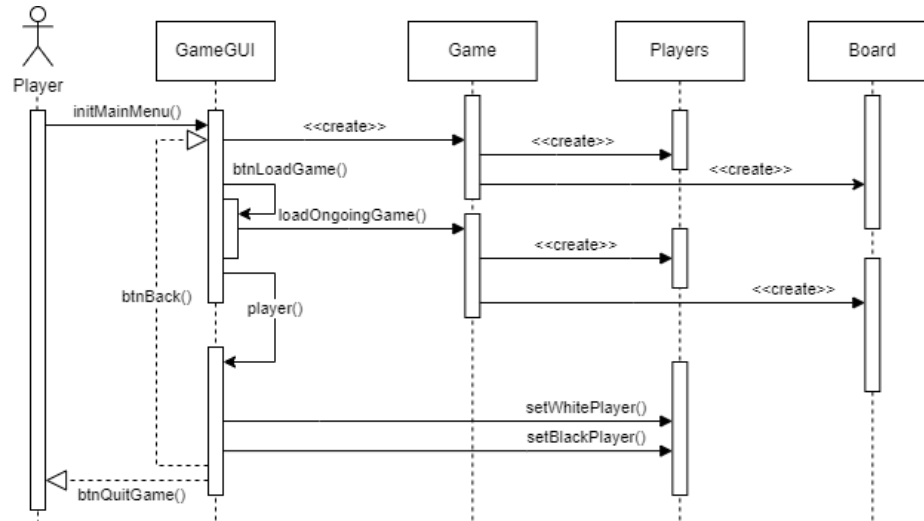 GameGUI
Game
Players
Board
Player
initMainMenu()
<<create>>
<<create>>
btnLoadGame()
<<create>>
loadOngoingGame()
<<create>>
btnBack()
<<create>>
player()
setWhitePlayer()
setBlackPlayer()
btnQuitGame()